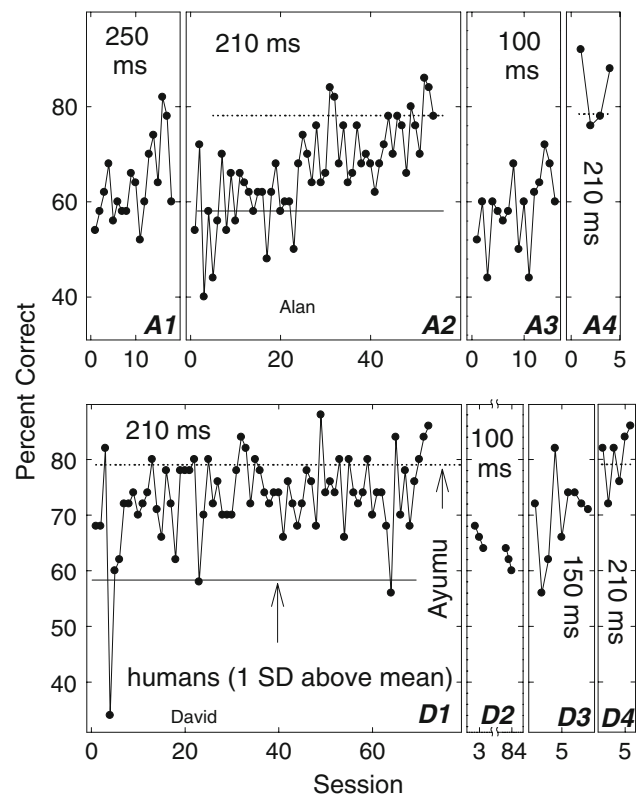 250
ms
210 ms
100
ms
210 ms
80
60
40
Alan
A1
A2
A3
A4
0
10
0
20
40
0
10
0
5
Percent Correct
210 ms
100
ms
150 ms
210 ms
90
80
70
60
50
40
Ayumu
humans (1 SD above mean)
David
D1
D2
D3
D4
0
20
40
60
3
84
5
5
Session